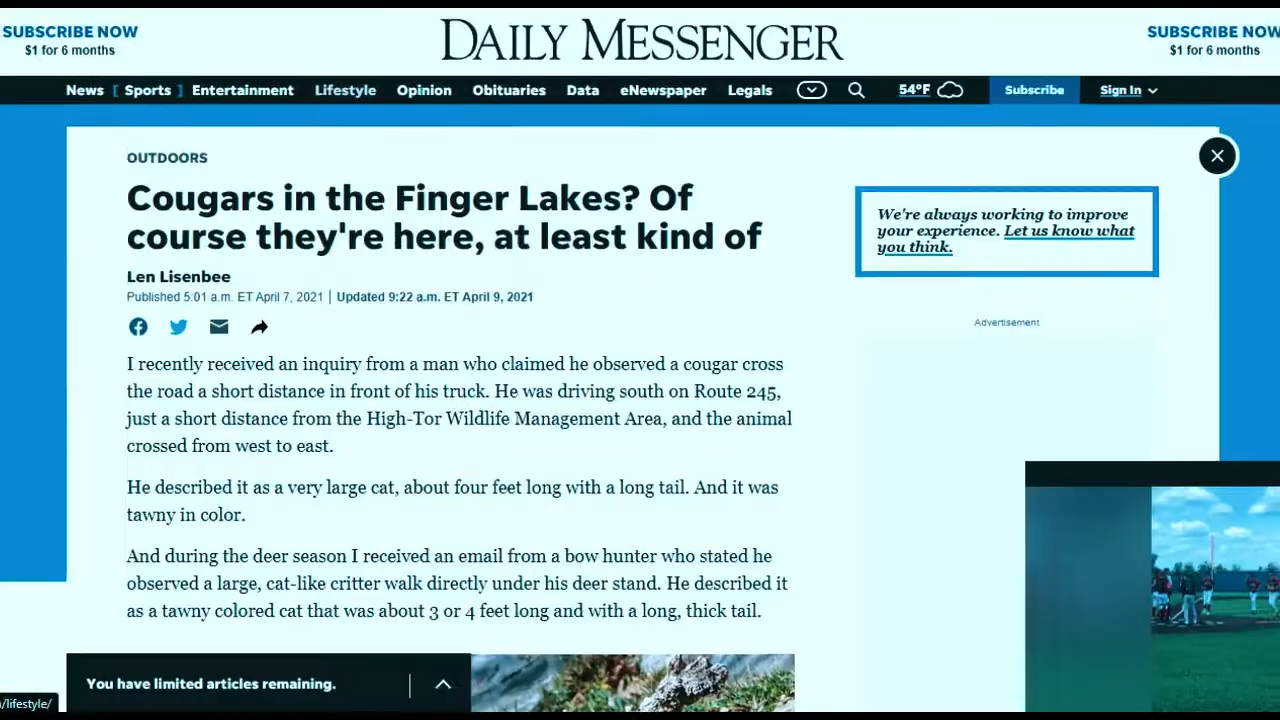 SUBSCRIBE NOW
$1 for 6 months
DAILY MESSENGER
SUBSCRIBE NOW
$1 for 6 months
News [ Sports ] Entertainment Lifestyle Opinion Obituaries Data eNewspaper Legals 54°F Subscribe Sign In
OUTDOORS
Cougars in the Finger Lakes? Of
course they're here, at least kind of
Len Lisenbee
Published 5:01 a.m. ET April 7, 2021 | Updated 9:22 a.m. ET April 9, 2021
We're always working to improve
your experience. Let us know what
you think.
Advertisement
I recently received an inquiry from a man who claimed he observed a cougar cross
the road a short distance in front of his truck. He was driving south on Route 245,
just a short distance from the High-Tor Wildlife Management Area, and the animal
crossed from west to east.
He described it as a very large cat, about four feet long with a long tail. And it was
tawny in color.
And during the deer season I received an email from a bow hunter who stated he
observed a large, cat-like critter walk directly under his deer stand. He described it
as a tawny colored cat that was about 3 or 4 feet long and with a long, thick tail.
You have limited articles remaining.
/lifestyle/